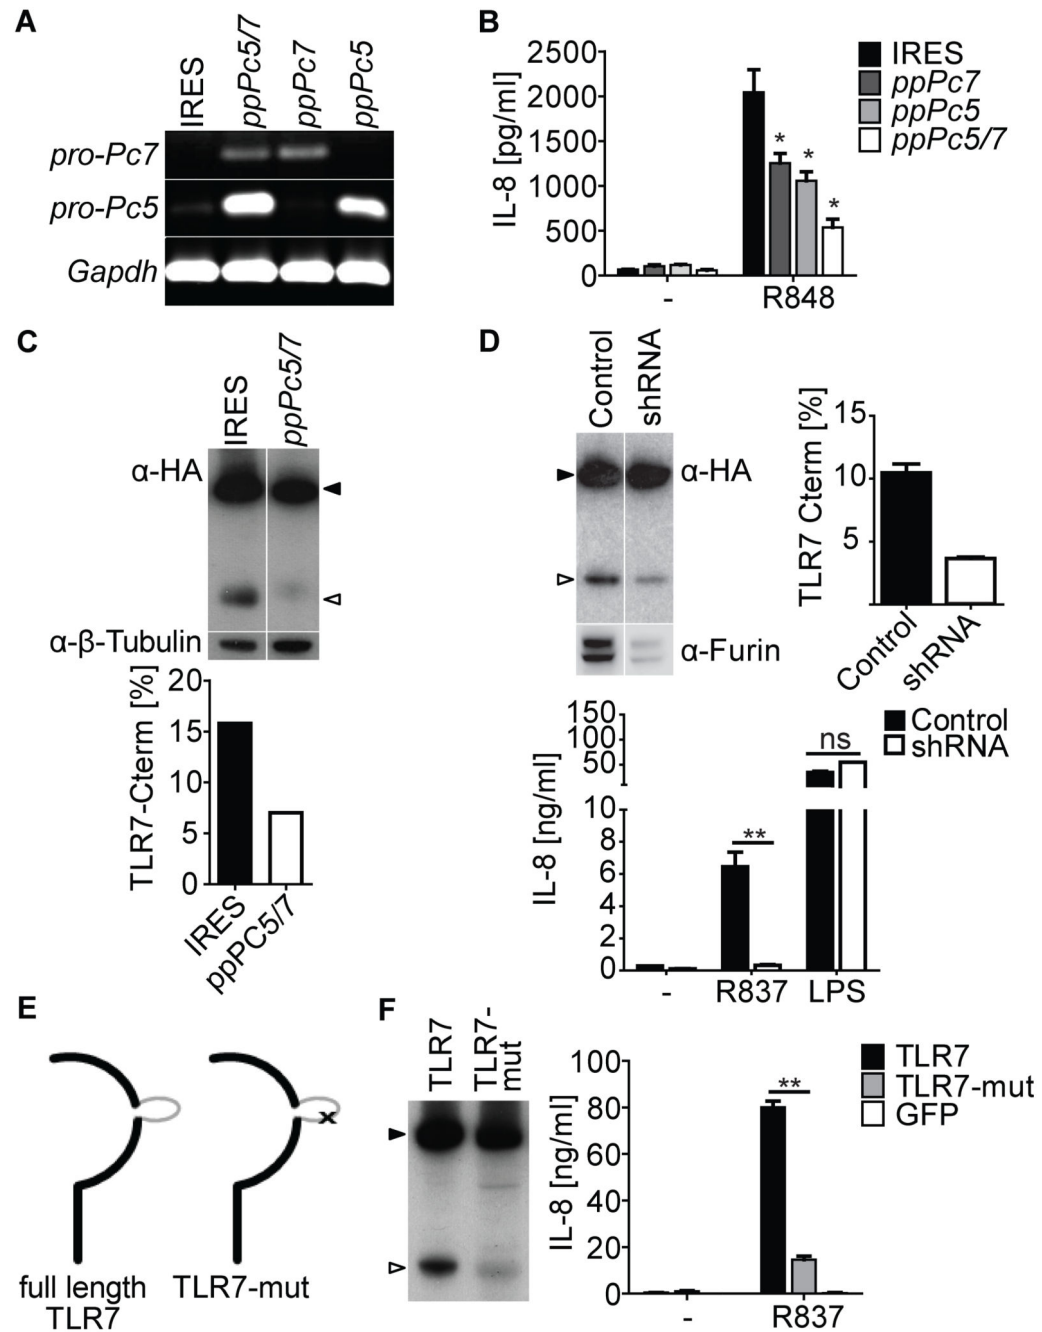 A
IRES
ppPc5/7
ppPc7
ppPc5
pro-Pc7
pro-Pc5
Gapdh
B
2500
2000
1500
1000
500
0
IL-8 [pg/ml]
* * *
- R848
IRES
ppPc7
ppPc5
ppPc5/7
C
IRES
ppPc5/7
α-HA
α-β-Tubulin
TLR7-Cterm [%]
20
15
10
5
0
IRES
ppPC5/7
D
Control
shRNA
α-HA
α-Furin
TLR7 Cterm [%]
15
10
5
Control
shRNA
IL-8 [ng/ml]
150
100
50
10
8
6
4
2
0
**
ns
- R837 LPS
Control
shRNA
E
full length
TLR7
TLR7-mut
F
TLR7
TLR7-
mut
IL-8 [ng/ml]
100
80
60
40
20
0
**
- R837
TLR7
TLR7-mut
GFP